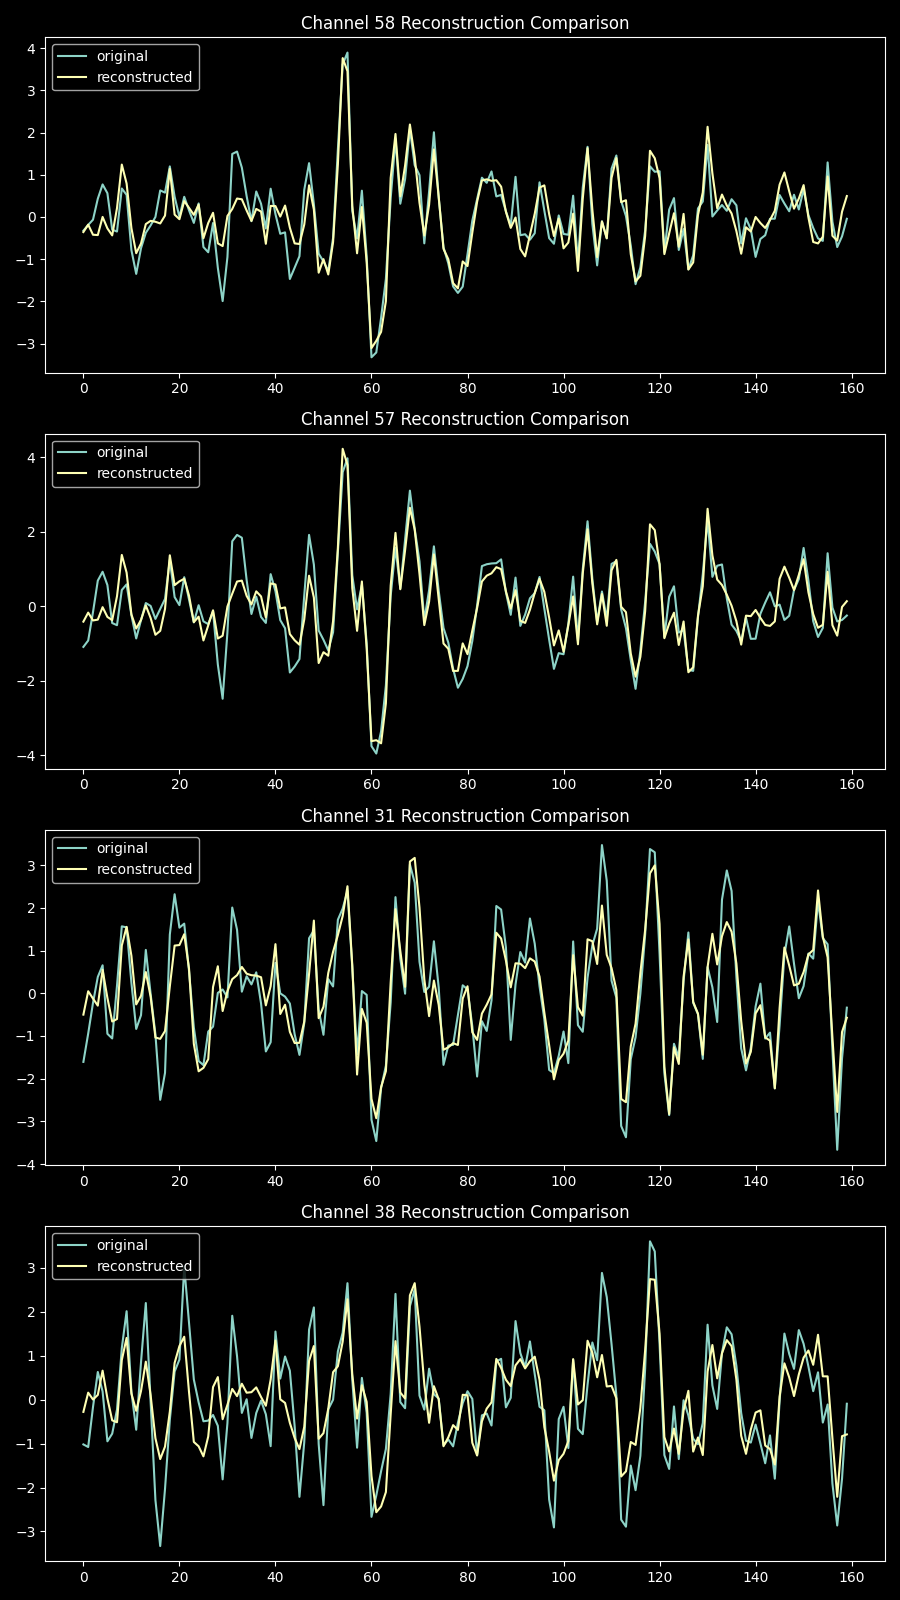 Channel 58 Reconstruction Comparison
original
reconstructed
4
3
2
1
0
−1
−2
−3
0 20 40 60 80 100 120 140 160
Channel 57 Reconstruction Comparison
original
reconstructed
4
2
0
−2
−4
0 20 40 60 80 100 120 140 160
Channel 31 Reconstruction Comparison
original
reconstructed
3
2
1
0
−1
−2
−3
−4
0 20 40 60 80 100 120 140 160
Channel 38 Reconstruction Comparison
original
reconstructed
3
2
1
0
−1
−2
−3
0 20 40 60 80 100 120 140 160